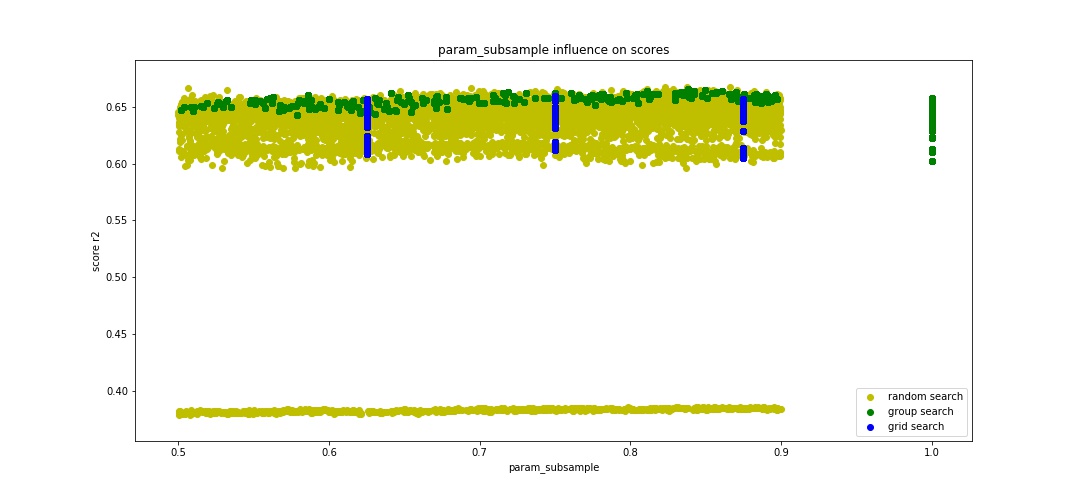 param_subsample influence on scores
0.65
0.60
0.55
0.50
0.45
0.40
score r2
0.5
0.6
0.7
0.8
0.9
1.0
param_subsample
random search
group search
grid search